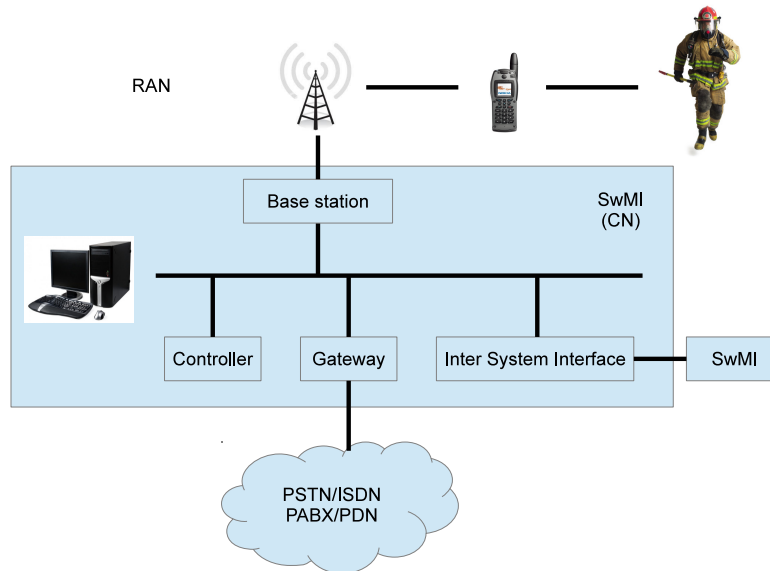 RAN
Base station
SwMI
(CN)
Controller
Gateway
Inter System Interface
SwMI
PSTN/ISDN
PABX/PDN